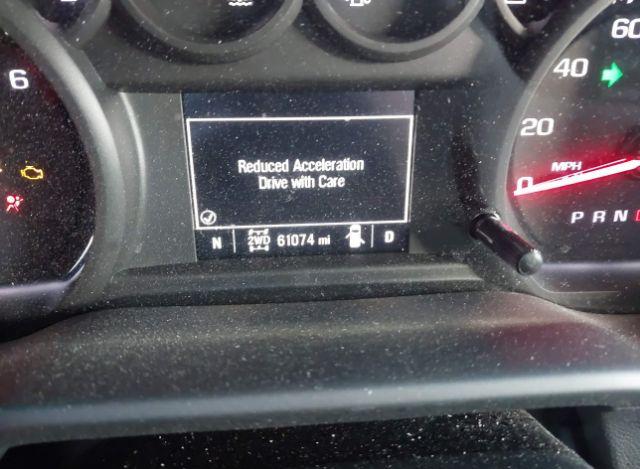 60
6
40
20
Reduced Acceleration
Drive with Care
MPH
0
P R N D
N 2WD 61074 mi D